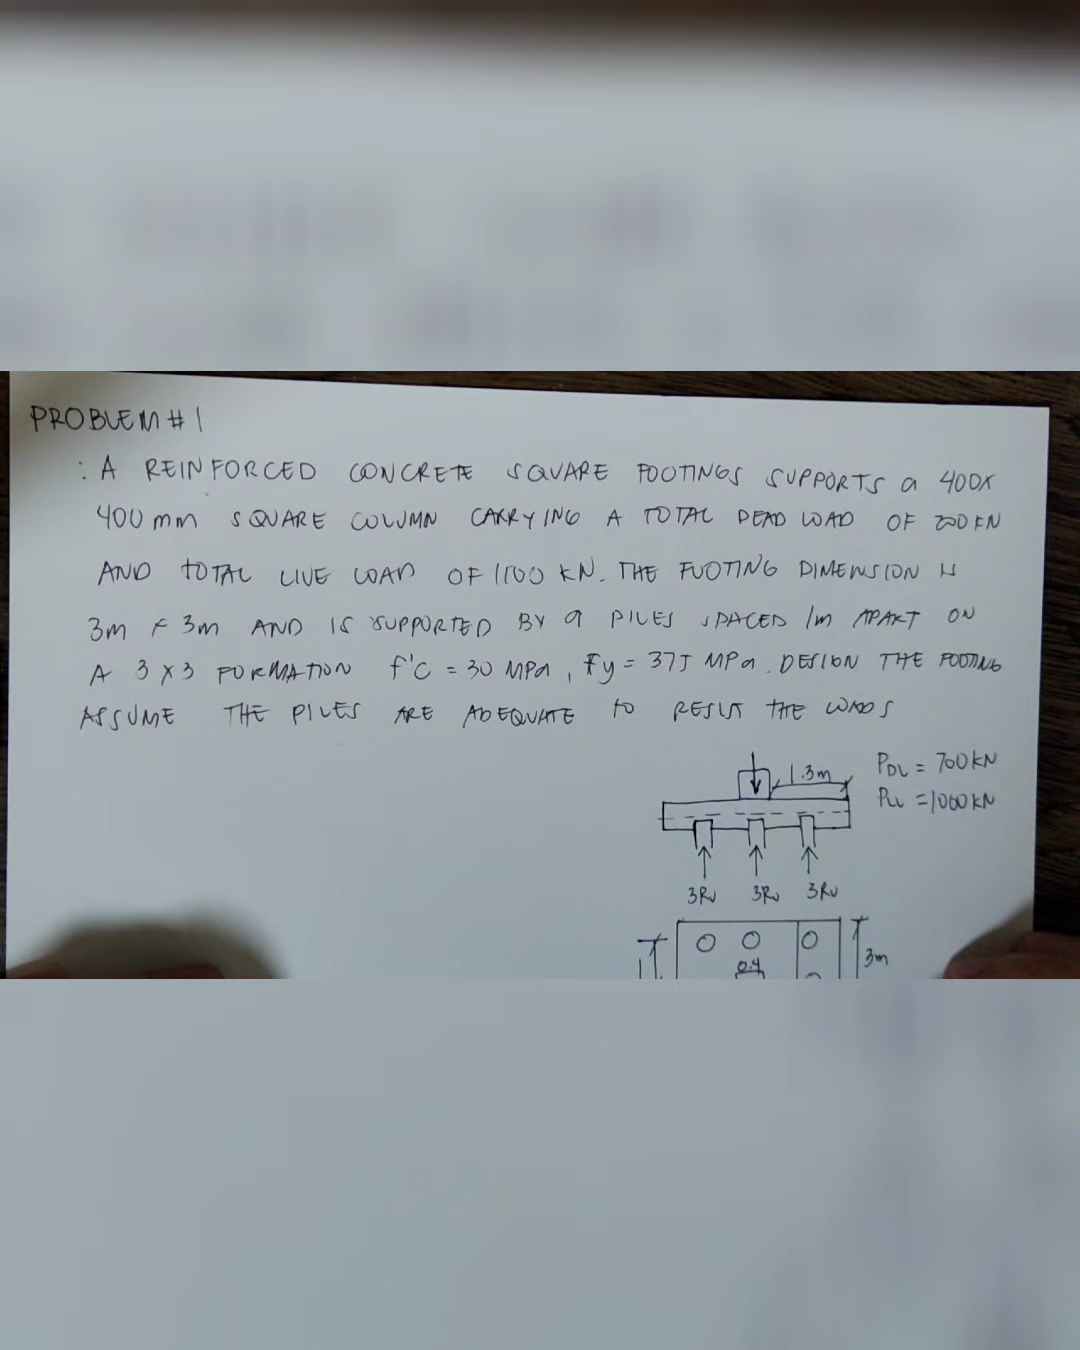 PROBLEM # 1
: A REINFORCED CONCRETE SQUARE FOOTINGS SUPPORTS a 400X
400 mm SQUARE COLUMN CARRYING A TOTAL DEAD LOAD OF KN
AND TOTAL LIVE LOAD OF 1100 KN. THE FOOTING DIMENSION IS
3m x 3m AND IS SUPPORTED BY 9 PILES SPACED 1m APART ON
A 3 X 3 FORMATION f'c = 30 MPa, Fy = 375 MPa. DESIGN THE FOOTING
ASSUME THE PILES ARE ADEQUATE to RESIST THE LOADS
1.3m
PDL = 700 KN
PLL = 1000 KN
3Ru 3Ru 3Ru
0.4
3m